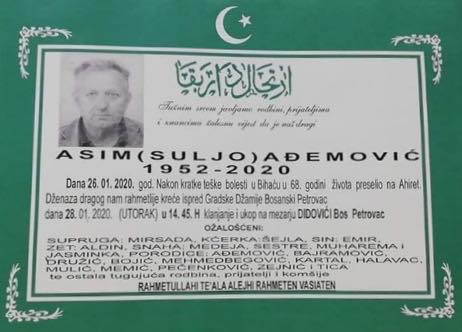 ارتحال دار بقا
Tužnim srcem javljamo rodbini, prijateljima
i znancima žalosnu vijest da je naš dragi
ASIM(SULJO)AĐEMOVIĆ
1952-2020
Dana 26.01. 2020. god. Nakon kratke teške bolesti u Bihaću u 68. godini života preselio na Ahiret.
Dženaza dragog nam rahmetlije kreće ispred Gradske Džamije Bosanski Petrovac
dana 28.01. 2020. (UTORAK) u 14, 45. H klanjanje i ukop na mezarju DIDOVIĆI Bos Petrovac
OŽALOŠĆENI:
SUPRUGA: MIRSADA, KĆERKA: ŠEJLA, SIN: EMIR,
ZET: ALDIN, SNAHA: MEDEJA, SESTRE, MUHAREMA i
JASMINKA, PORODICE: AĐEMOVIĆ, BAJRAMOVIĆ,
DRUŽIĆ, BOJIĆ, MEHMEDBEGOVIĆ, KARTAL, HALAVAC,
MULIĆ, MEMIĆ, PEĆENKOVIĆ, ZEJNIĆ i TICA
te ostala tugujuća rodbina, prijatelji i komšije
RAHMETULLAHI TE'ALA ALEJHI RAHMETEN VASIATEN